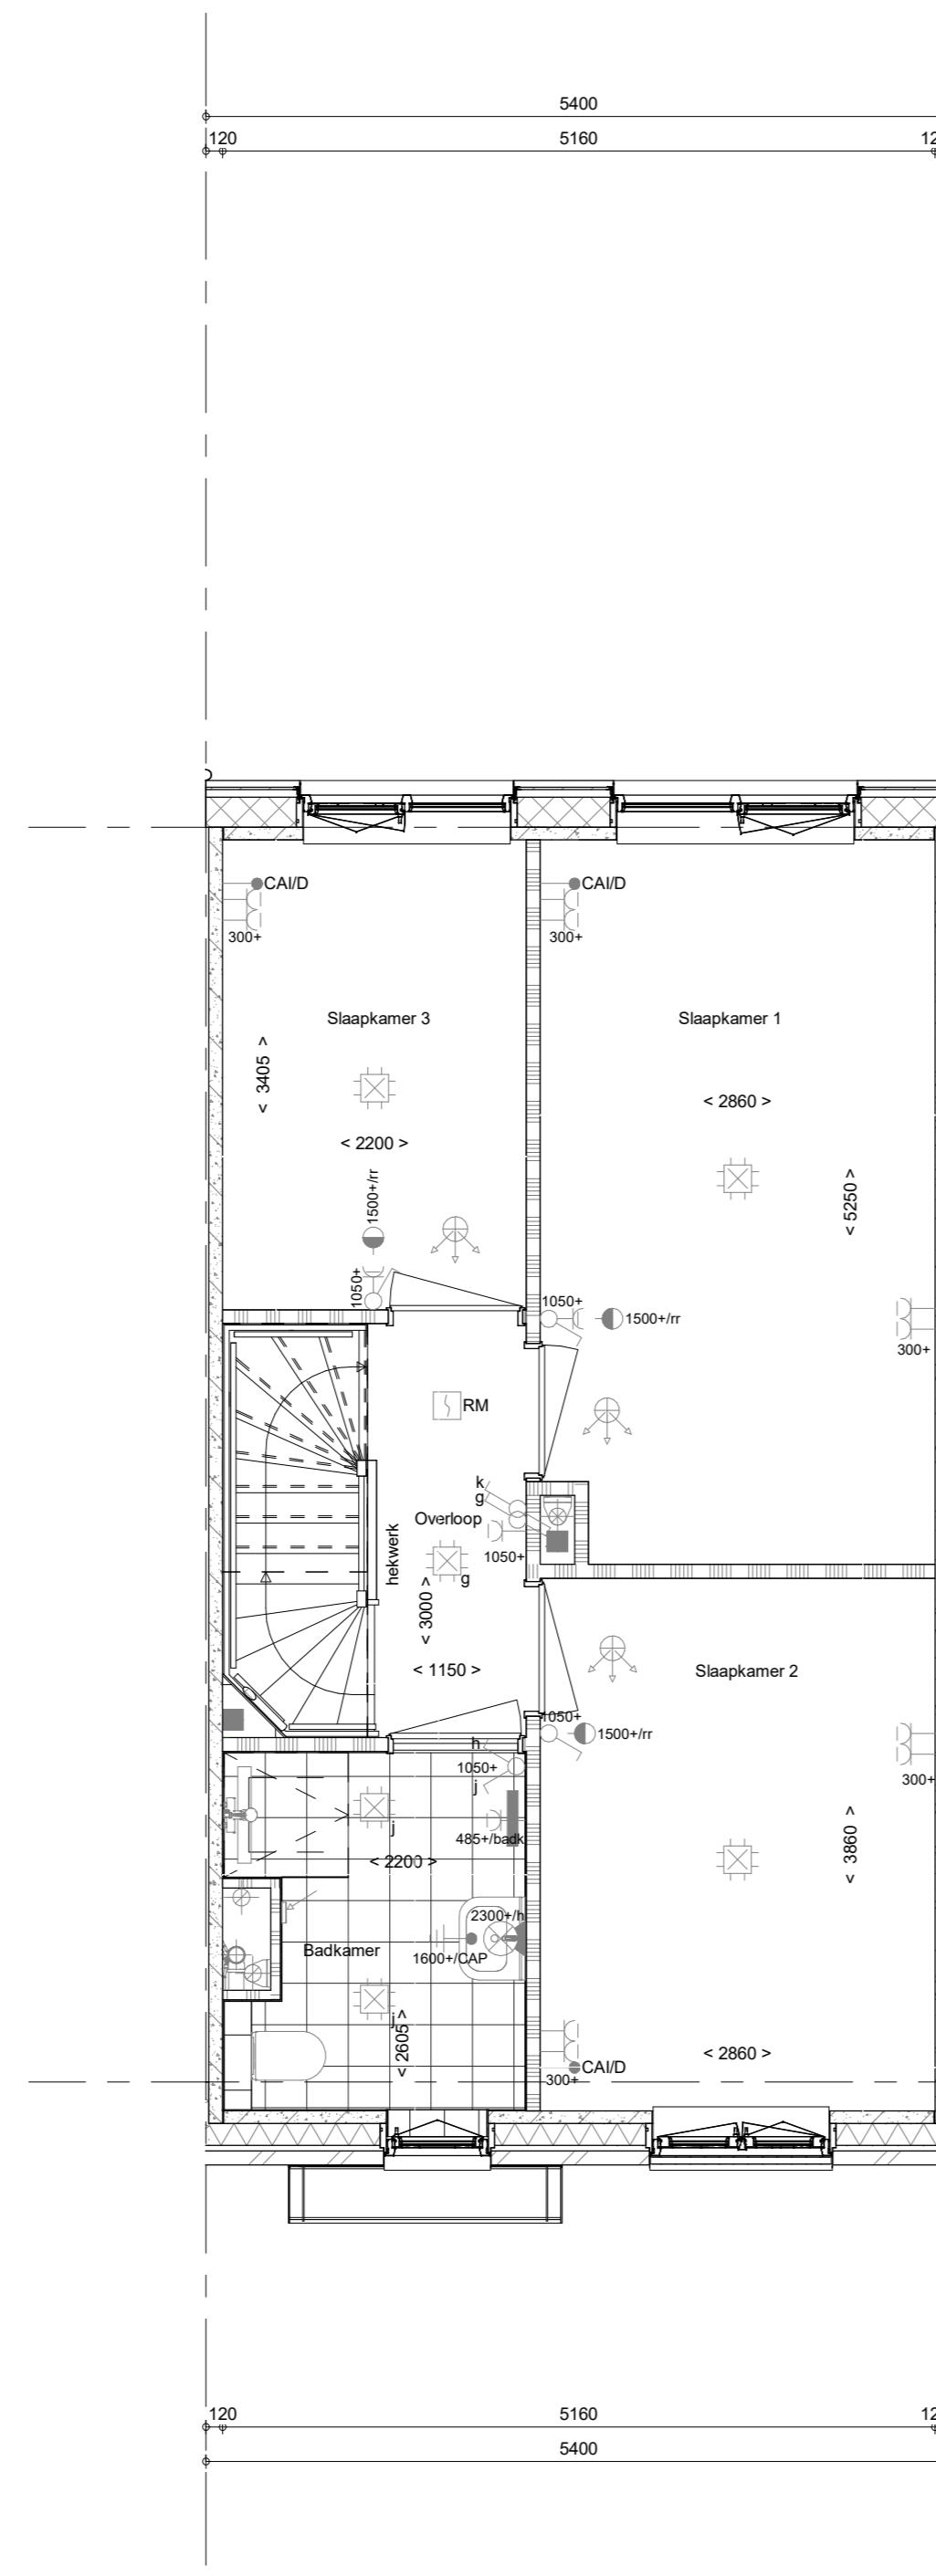 5400
120
5160
12
CAI/D
CAI/D
300+
300+
Slaapkamer 3
Slaapkamer 1
< 3405 >
< 2860 >
< 2200 >
1500+/rr
< 5250 >
1050+
1050+
1500+/rr
300+
RM
k
g
Overloop
hekwerk
1050+
g
< 3000 >
< 1150 >
Slaapkamer 2
1050+
1500+/rr
h
1050+
j
300+
j
485+/badk
< 2200 >
< 3860 >
2300+/h
Badkamer
1600+/CAP
j
< 2605 >
< 2860 >
CAI/D
300+
120
5160
12
5400